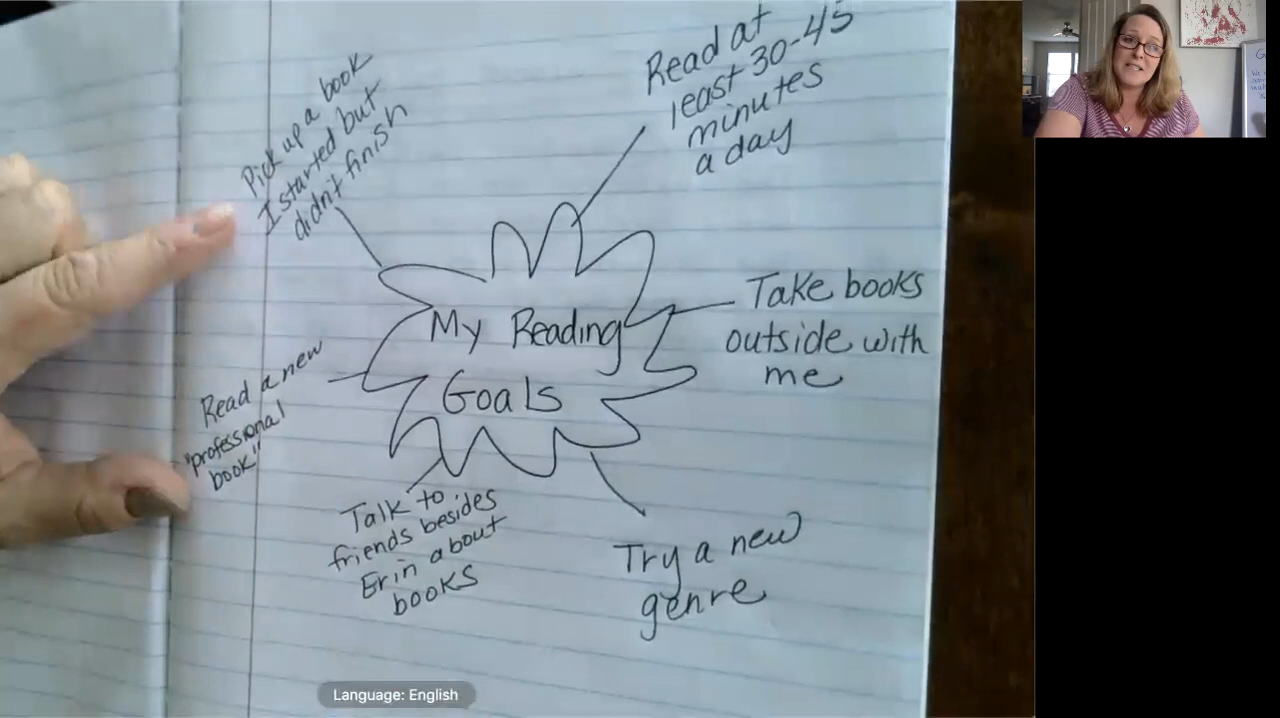 My Reading
Goals
Read at
least 30-45
minutes
a day
Take books
outside with
me
Try a new
genre
Talk to
friends besides
Erin about
books
Read a new
"professional
book"
Pick up a book
I started but
didn't finish
Language: English